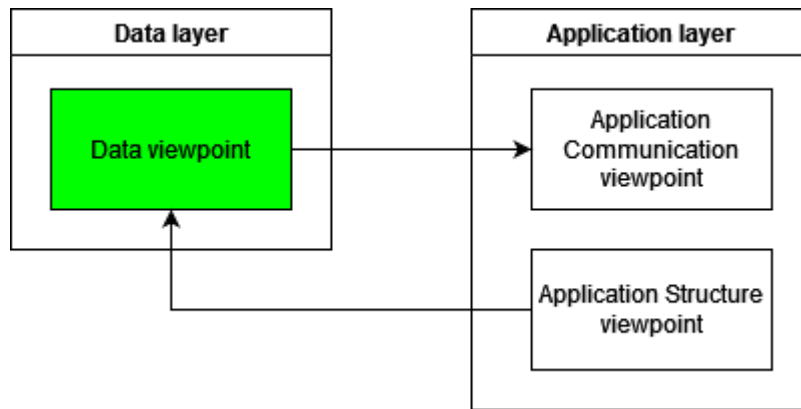 Data layer
Application layer
Data viewpoint
Application
Communication
viewpoint
Application Structure
viewpoint